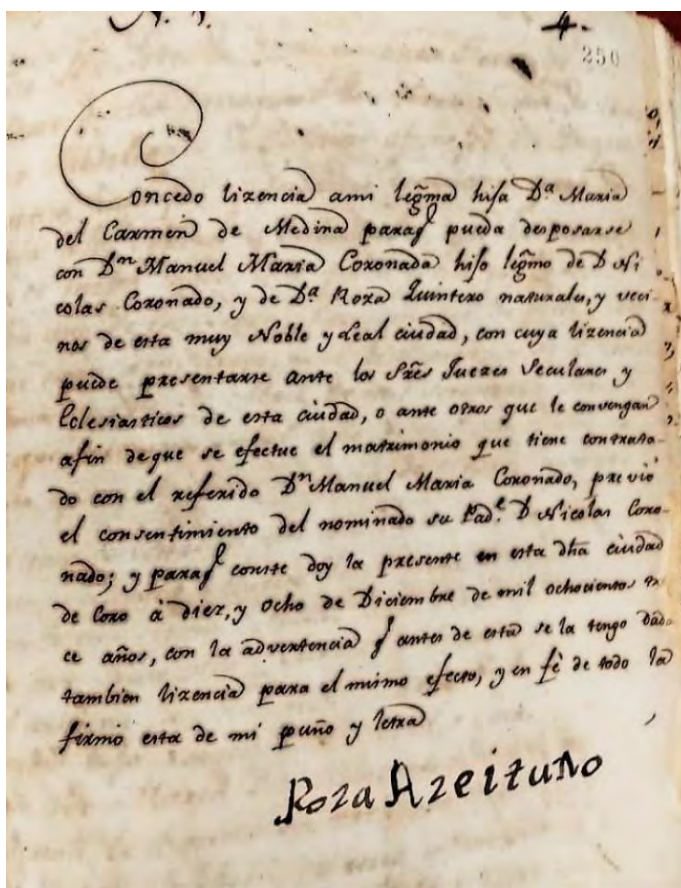 N. 3.
4.
250
Concedo lizencia ami legma hija Da. Maria
del Carmen de Medina paraq pueda desposarse
con Dn. Manuel Maria Coronada hijo legmo de D Ni
colas Coronado, y de Da. Roza Quintero naturales, y veci-
nos de esta muy Noble y Leal ciudad, con cuya lizencia
puede presentarse ante los Sres Juezes Seculares y
Eclesiasticos de esta ciudad, o ante otros que le convengan
afin deque se efectue el matrimonio que tiene contrata-
do con el referido Dn. Manuel Maria Coronado, previo
el consentimiento del nominado su Pade. D Nicolas Coro-
nado; y paraq conste doy la presente en esta dha ciudad
de Coro à diez, y ocho de Diciembre de mil ochocientos tre
ce años, con la advertencia q antes de esta se la tengo dada
tambien lizencia para el mismo efecto, y en fè de todo la
firmo esta de mi puño y letra
Roza Azeituno